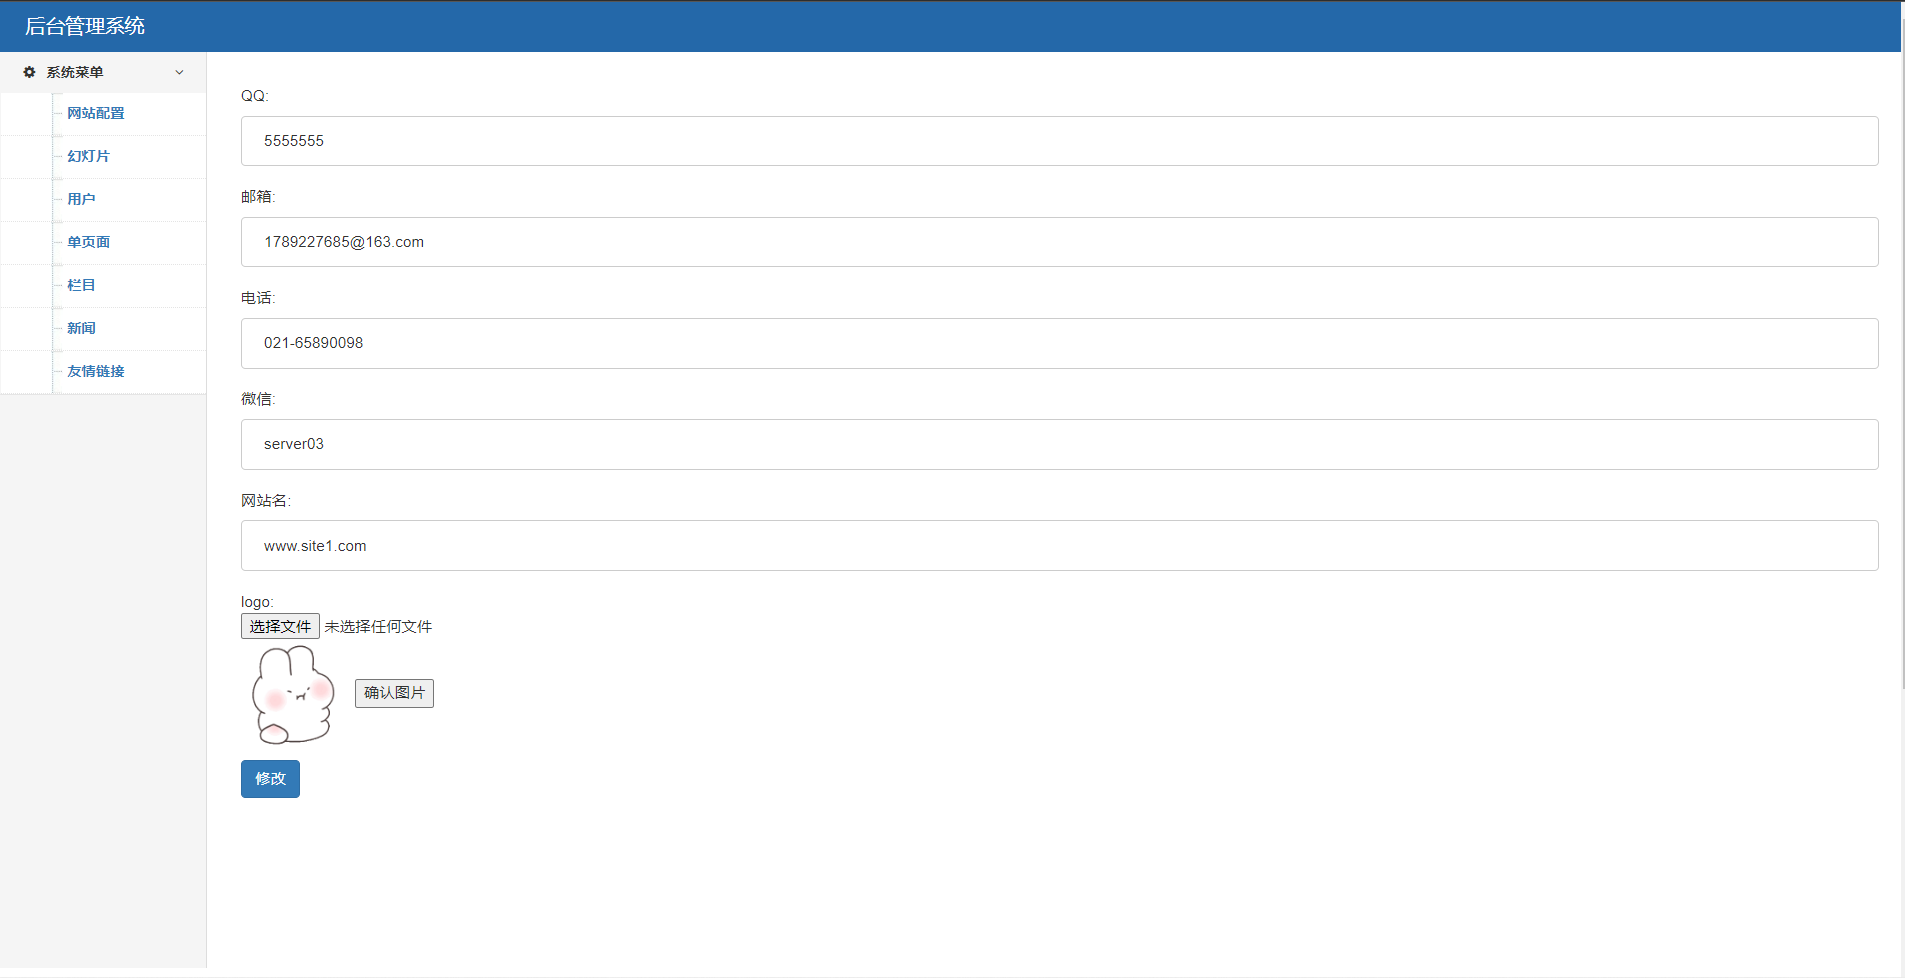 后台管理系统
系统菜单
网站配置
幻灯片
用户
单页面
栏目
新闻
友情链接
QQ:
5555555
邮箱:
1789227685@163.com
电话:
021-65890098
微信:
server03
网站名:
www.site1.com
logo:
选择文件 未选择任何文件
确认图片
修改